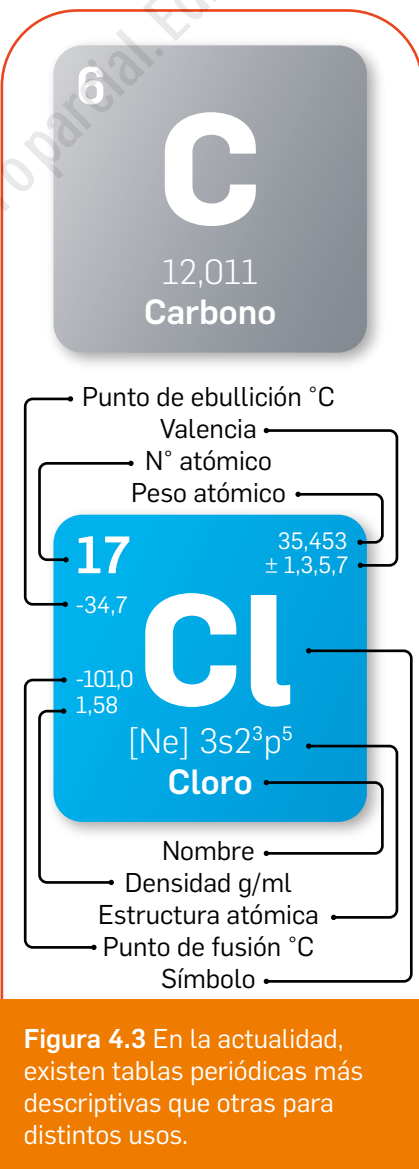 o parcial. Ed
6
C
12,011
Carbono
Punto de ebullición °C
Valencia
N° atómico
Peso atómico
17
35,453
± 1,3,5,7
-34,7
Cl
-101,0
1,58
[Ne] 3s2³p⁵
Cloro
Nombre
Densidad g/ml
Estructura atómica
Punto de fusión °C
Símbolo
Figura 4.3 En la actualidad,
existen tablas periódicas más
descriptivas que otras para
distintos usos.